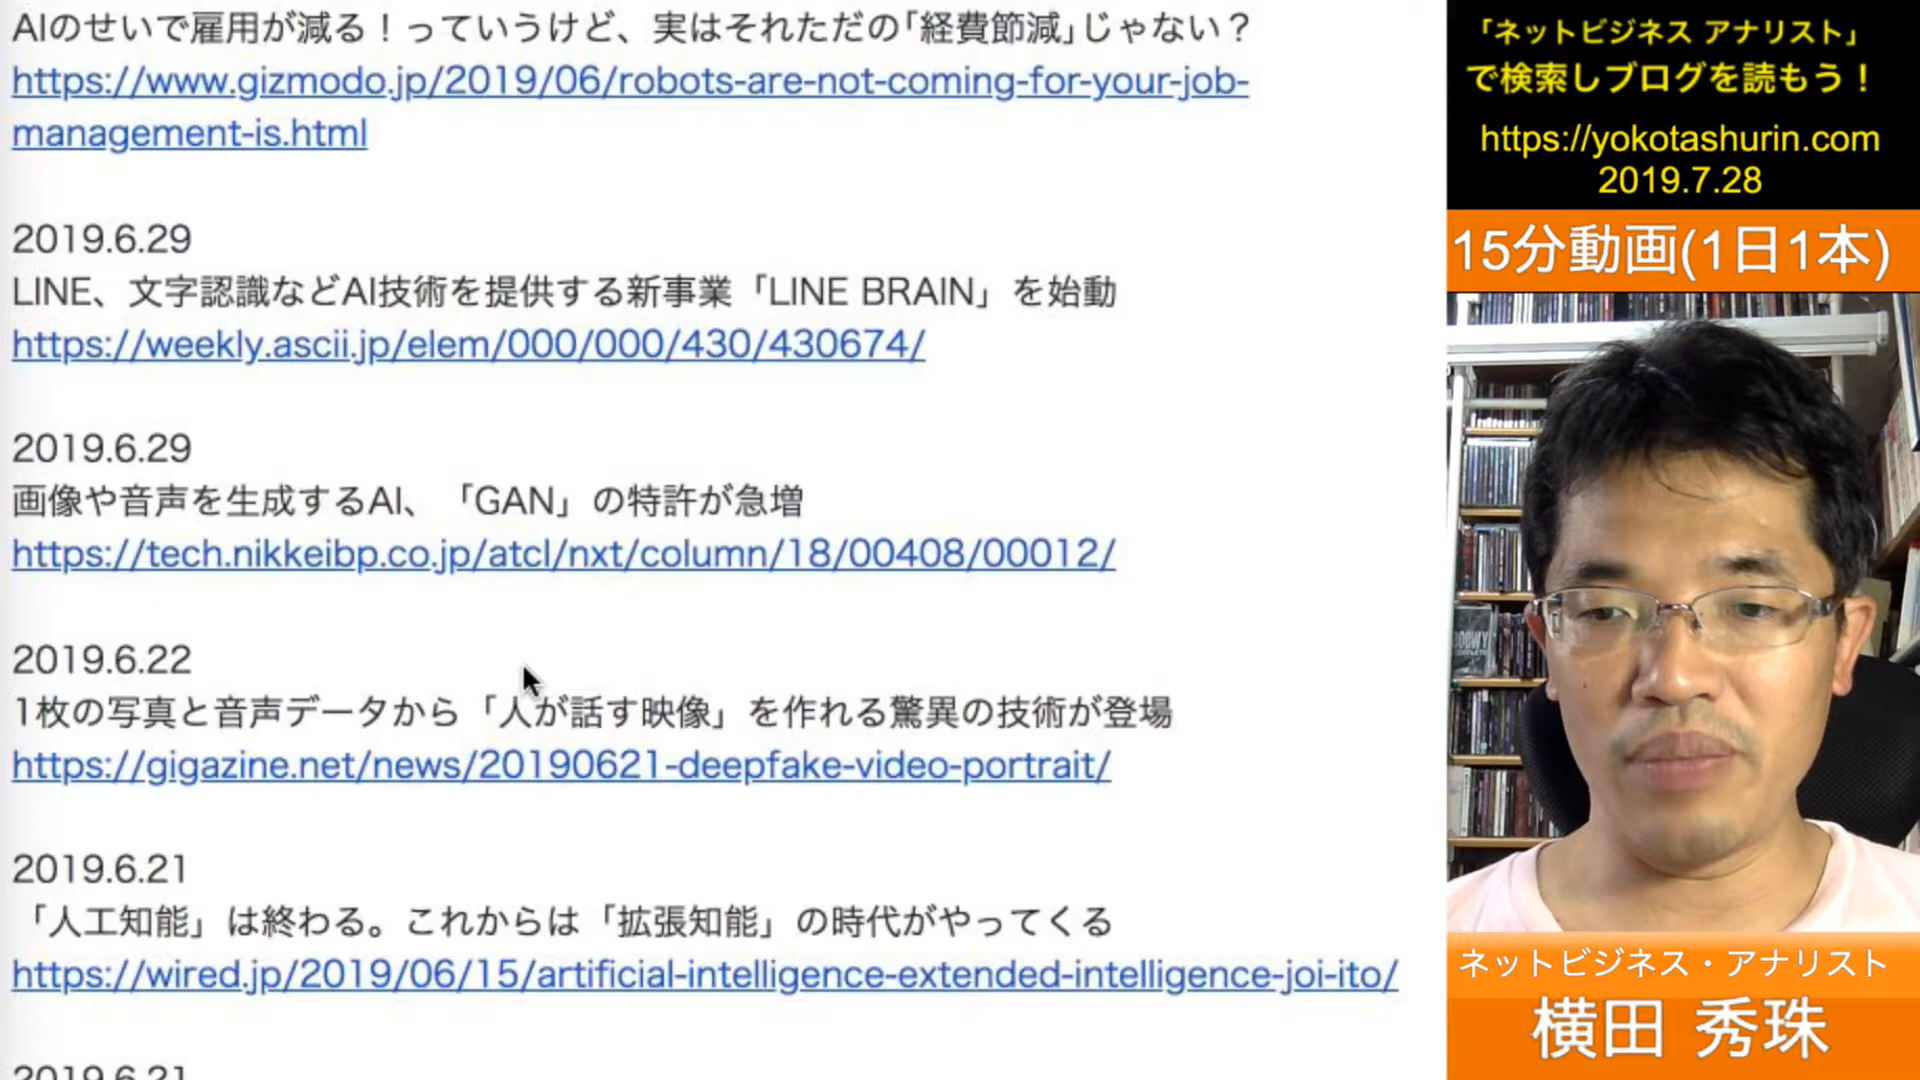 AIのせいで雇用が減る！っていうけど、実はそれただの｢経費節減｣じゃない？
https://www.gizmodo.jp/2019/06/robots-are-not-coming-for-your-job-
management-is.html
2019.6.29
LINE、文字認識などAI技術を提供する新事業「LINE BRAIN」を始動
https://weekly.ascii.jp/elem/000/000/430/430674/
2019.6.29
画像や音声を生成するAI、「GAN」の特許が急増
https://tech.nikkeibp.co.jp/atcl/nxt/column/18/00408/00012/
2019.6.22
1枚の写真と音声データから「人が話す映像」を作れる驚異の技術が登場
https://gigazine.net/news/20190621-deepfake-video-portrait/
2019.6.21
「人工知能」は終わる。これからは「拡張知能」の時代がやってくる
https://wired.jp/2019/06/15/artificial-intelligence-extended-intelligence-joi-ito/
2019.6.21
「ネットビジネス アナリスト」
で検索しブログを読もう！
https://yokotashurin.com
2019.7.28
15分動画(1日1本)
ネットビジネス・アナリスト
横田 秀珠